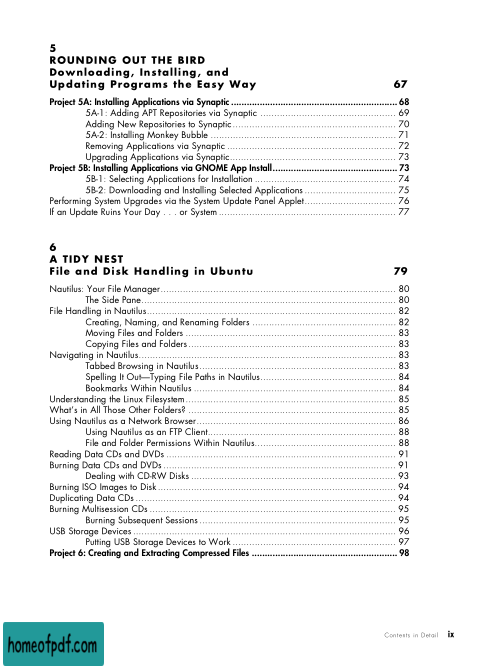 5
ROUNDING OUT THE BIRD
Downloading, Installing, and
Updating Programs the Easy Way 67
Project 5A: Installing Applications via Synaptic ................................................................ 68
5A-1: Adding APT Repositories via Synaptic .................................................... 69
Adding New Repositories to Synaptic............................................................... 70
5A-2: Installing Monkey Bubble ....................................................................... 71
Removing Applications via Synaptic ................................................................. 72
Upgrading Applications via Synaptic................................................................ 73
Project 5B: Installing Applications via GNOME App Install................................................ 73
5B-1: Selecting Applications for Installation ...................................................... 74
5B-2: Downloading and Installing Selected Applications ................................... 75
Performing System Upgrades via the System Update Panel Applet................................... 76
If an Update Ruins Your Day . . . or System .................................................................... 77
6
A TIDY NEST
File and Disk Handling in Ubuntu 79
Nautilus: Your File Manager.......................................................................................... 80
The Side Pane.................................................................................................. 80
File Handling in Nautilus............................................................................................... 82
Creating, Naming, and Renaming Folders ....................................................... 82
Moving Files and Folders ................................................................................. 83
Copying Files and Folders................................................................................ 83
Navigating in Nautilus.................................................................................................. 83
Tabbed Browsing in Nautilus............................................................................ 83
Spelling It Out—Typing File Paths in Nautilus.................................................... 84
Bookmarks Within Nautilus .............................................................................. 84
Understanding the Linux Filesystem................................................................................. 85
What's in All Those Other Folders? ................................................................................ 85
Using Nautilus as a Network Browser............................................................................ 86
Using Nautilus as an FTP Client........................................................................ 88
File and Folder Permissions Within Nautilus...................................................... 88
Reading Data CDs and DVDs ........................................................................................ 91
Burning Data CDs and DVDs ......................................................................................... 91
Dealing with CD-RW Disks ............................................................................... 93
Burning ISO Images to Disk ........................................................................................... 94
Duplicating Data CDs ................................................................................................... 94
Burning Multisession CDs .............................................................................................. 95
Burning Subsequent Sessions ............................................................................ 95
USB Storage Devices .................................................................................................... 96
Putting USB Storage Devices to Work ............................................................... 97
Project 6: Creating and Extracting Compressed Files ........................................................ 98
Contents in Detail ix
homeofpdf.com